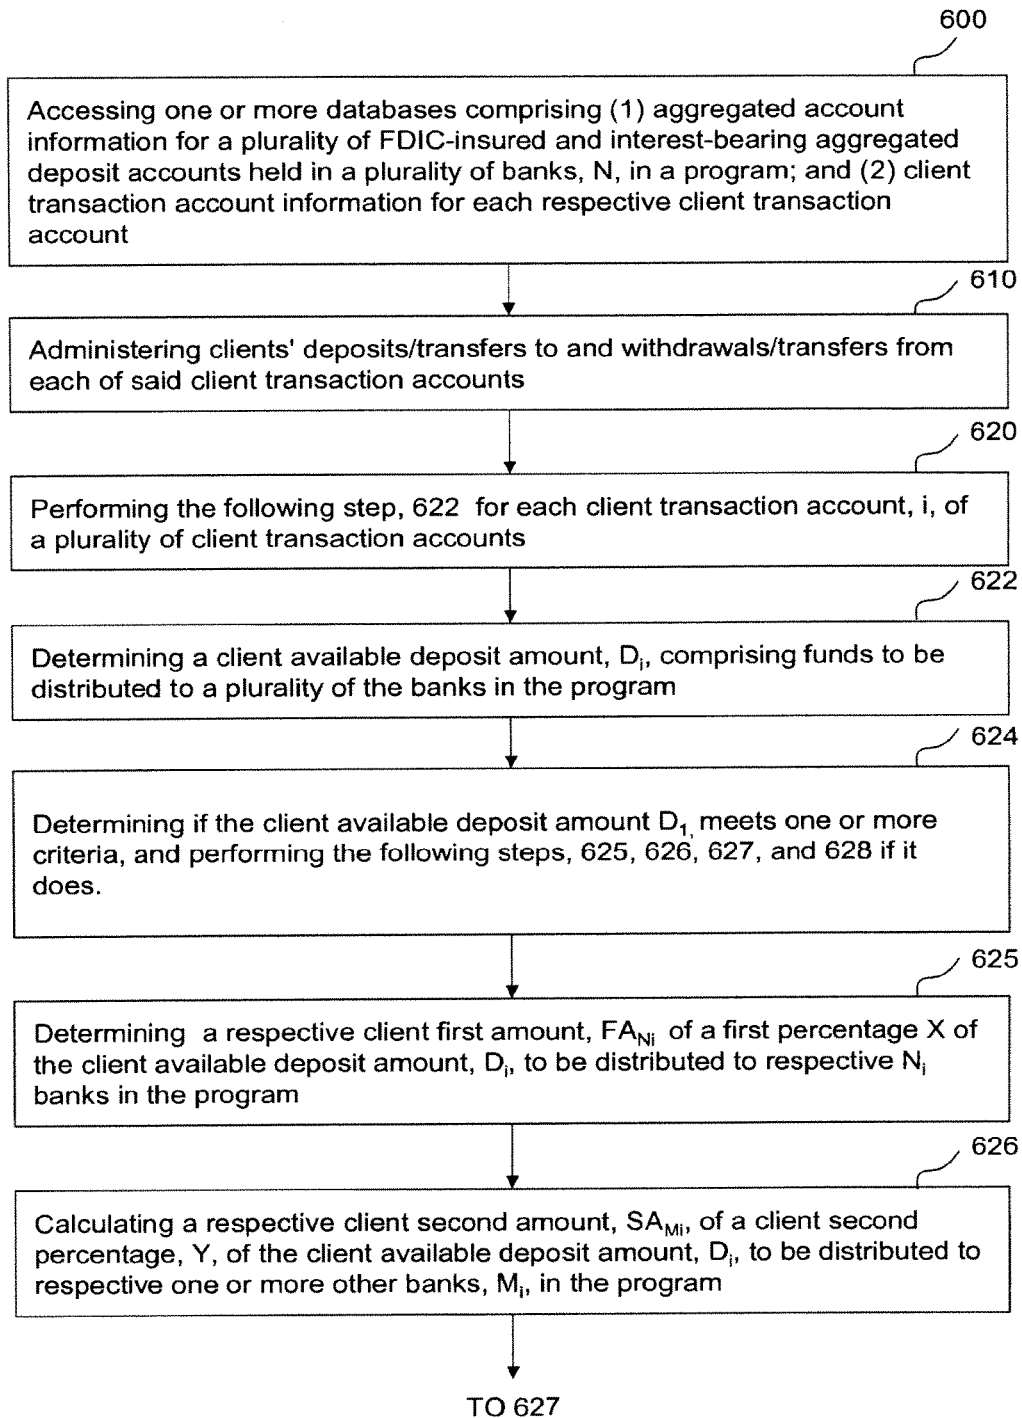 600
Accessing one or more databases comprising (1) aggregated account
information for a plurality of FDIC-insured and interest-bearing aggregated
deposit accounts held in a plurality of banks, N, in a program; and (2) client
transaction account information for each respective client transaction
account
610
Administering clients' deposits/transfers to and withdrawals/transfers from
each of said client transaction accounts
620
Performing the following step, 622 for each client transaction account, i, of
a plurality of client transaction accounts
622
Determining a client available deposit amount, Di, comprising funds to be
distributed to a plurality of the banks in the program
624
Determining if the client available deposit amount D1, meets one or more
criteria, and performing the following steps, 625, 626, 627, and 628 if it
does.
625
Determining a respective client first amount, FANi of a first percentage X of
the client available deposit amount, Di, to be distributed to respective Ni
banks in the program
626
Calculating a respective client second amount, SAMi, of a client second
percentage, Y, of the client available deposit amount, Di, to be distributed to
respective one or more other banks, Mi, in the program
TO 627